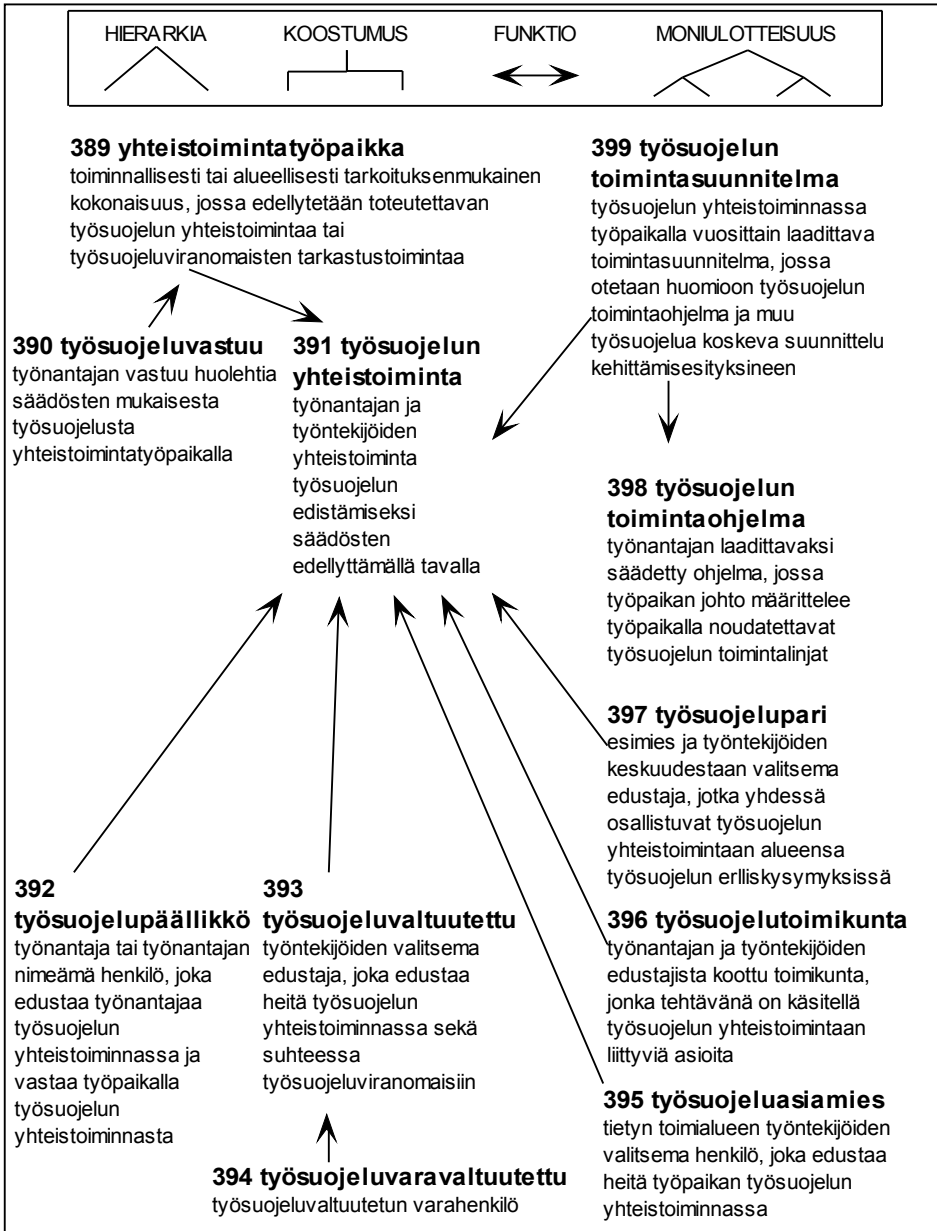 HIERARKIA KOOSTUMUS FUNKTIO MONIULOTTEISUUS
389 yhteistoimintatyöpaikka
toiminnallisesti tai alueellisesti tarkoituksenmukainen
kokonaisuus, jossa edellytetään toteutettavan
työsuojelun yhteistoimintaa tai
työsuojeluviranomaisten tarkastustoimintaa
399 työsuojelun
toimintasuunnitelma
työsuojelun yhteistoiminnassa
työpaikalla vuosittain laadittava
toimintasuunnitelma, jossa
otetaan huomioon työsuojelun
toimintaohjelma ja muu
työsuojelua koskeva suunnittelu
kehittämisesityksineen
390 työsuojeluvastuu
työnantajan vastuu huolehtia
säädösten mukaisesta
työsuojelusta
yhteistoimintatyöpaikalla
391 työsuojelun
yhteistoiminta
työnantajan ja
työntekijöiden
yhteistoiminta
työsuojelun
edistämiseksi
säädösten
edellyttämällä tavalla
398 työsuojelun
toimintaohjelma
työnantajan laadittavaksi
säädetty ohjelma, jossa
työpaikan johto määrittelee
työpaikalla noudatettavat
työsuojelun toimintalinjat
397 työsuojelupari
esimies ja työntekijöiden
keskuudestaan valitsema
edustaja, jotka yhdessä
osallistuvat työsuojelun
yhteistoimintaan alueensa
työsuojelun erlliskysymyksissä
392
työsuojelupäällikkö
työnantaja tai työnantajan
nimeämä henkilö, joka
edustaa työnantajaa
työsuojelun
yhteistoiminnassa ja
vastaa työpaikalla
työsuojelun
yhteistoiminnasta
393
työsuojeluvaltuutettu
työntekijöiden valitsema
edustaja, joka edustaa
heitä työsuojelun
yhteistoiminnassa sekä
suhteessa
työsuojeluviranomaisiin
396 työsuojelutoimikunta
työnantajan ja työntekijöiden
edustajista koottu toimikunta,
jonka tehtävänä on käsitellä
työsuojelun yhteistoimintaan
liittyviä asioita
395 työsuojeluasiamies
tietyn toimialueen työntekijöiden
valitsema henkilö, joka edustaa
heitä työpaikan työsuojelun
yhteistoiminnassa
394 työsuojeluvaravaltuutettu
työsuojeluvaltuutetun varahenkilö